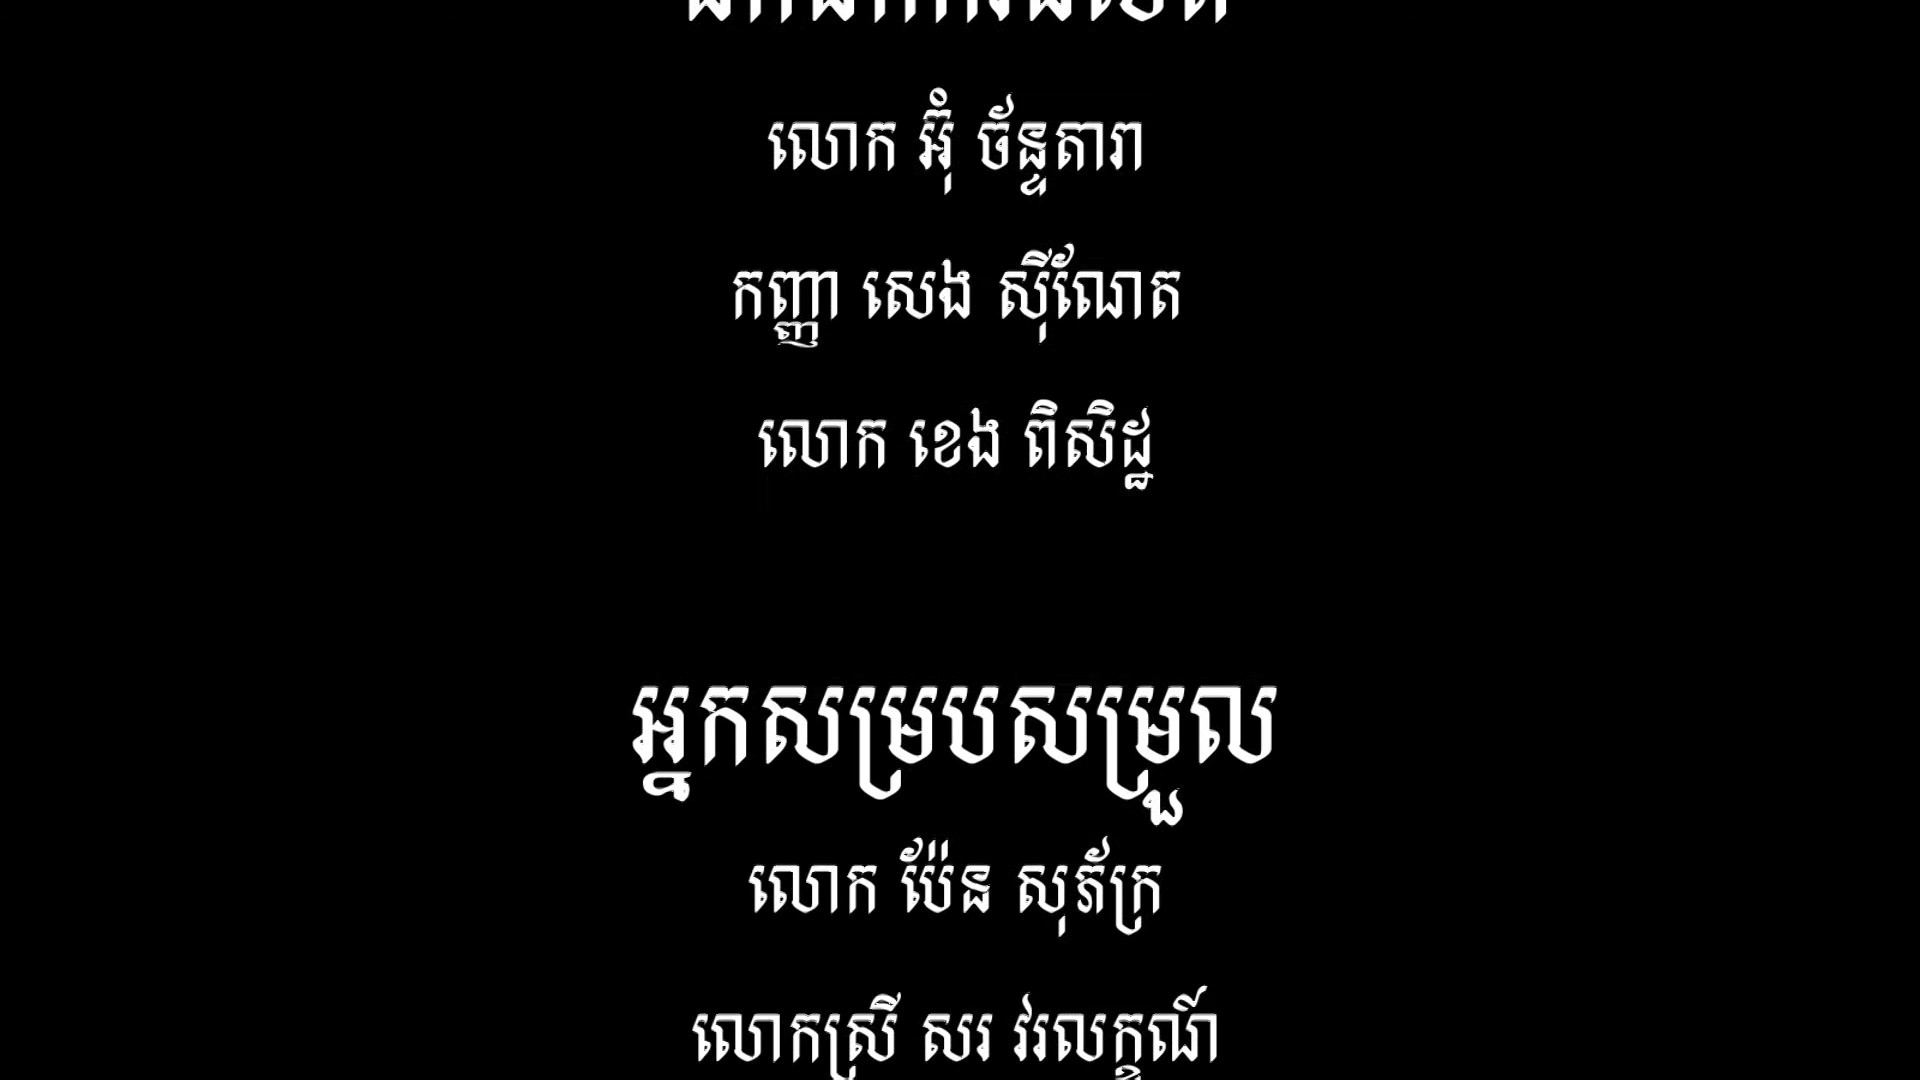 លោក អ៊ុំ ច័ន្ទតារា
កញ្ញា សេង ស៊ីណែត
លោក ខេង ពិសិដ្ឋ
អ្នកសម្របសម្រួល
លោក ប៉ែន សុភ័ក្រ
លោកស្រី សរ វរលក្ខណ៍